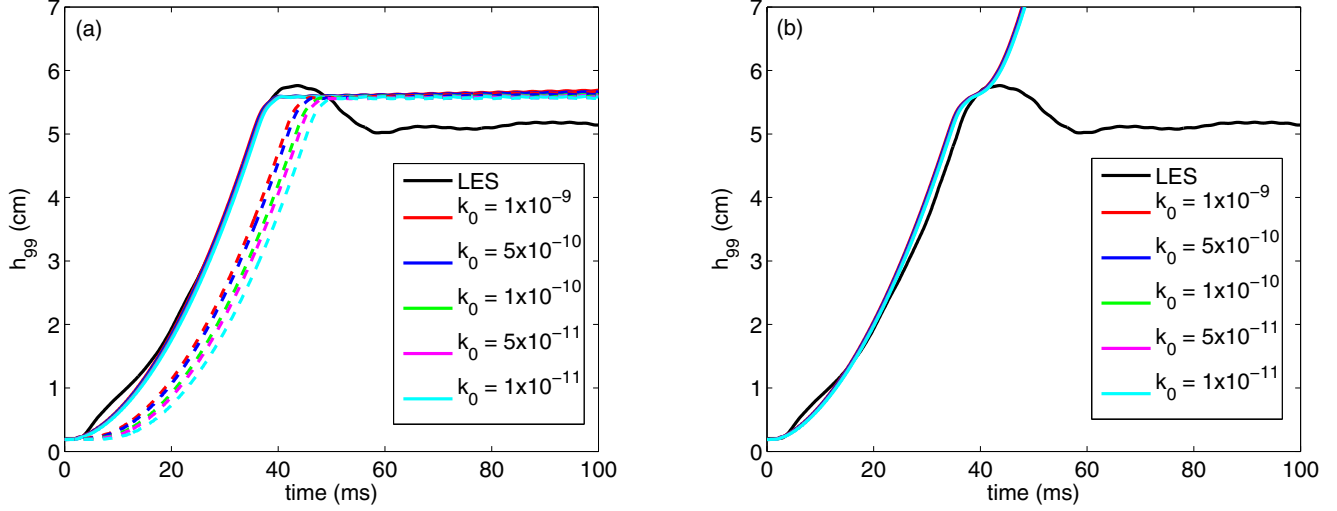 (a)
7
6
5
4
3
2
1
0
h₉₉ (cm)
LES
k₀ = 1x10⁻⁹
k₀ = 5x10⁻¹⁰
k₀ = 1x10⁻¹⁰
k₀ = 5x10⁻¹¹
k₀ = 1x10⁻¹¹
0 20 40 60 80 100
time (ms)
(b)
7
6
5
4
3
2
1
0
h₉₉ (cm)
LES
k₀ = 1x10⁻⁹
k₀ = 5x10⁻¹⁰
k₀ = 1x10⁻¹⁰
k₀ = 5x10⁻¹¹
k₀ = 1x10⁻¹¹
0 20 40 60 80 100
time (ms)